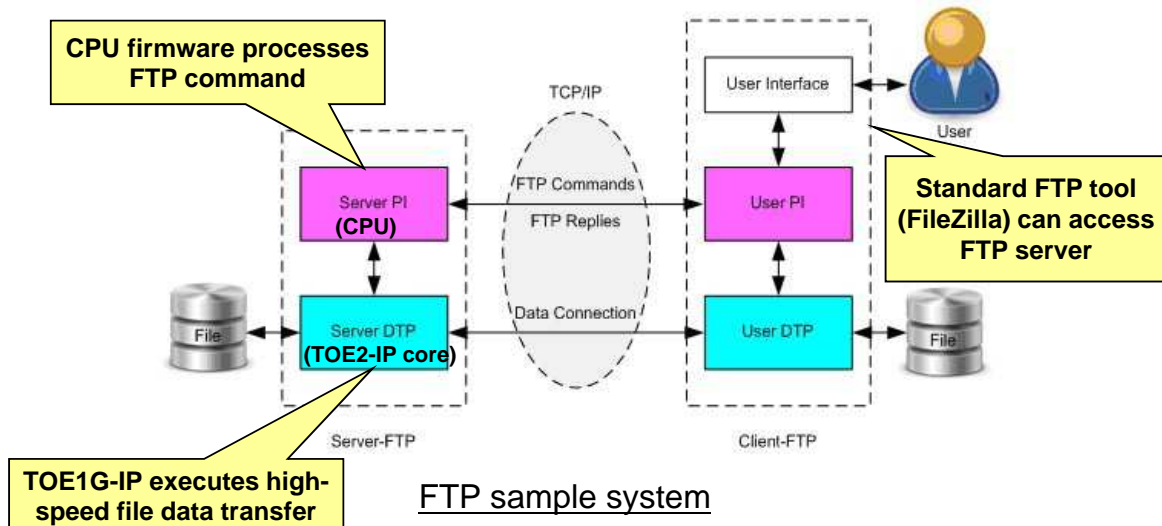 CPU firmware processes
FTP command
TCP/IP
User Interface
User
FTP Commands
Server PI
(CPU)
FTP Replies
User PI
Standard FTP tool
(FileZilla) can access
FTP server
File
Server DTP
(TOE2-IP core)
Data Connection
User DTP
File
Server-FTP
Client-FTP
TOE1G-IP executes high-
speed file data transfer
FTP sample system